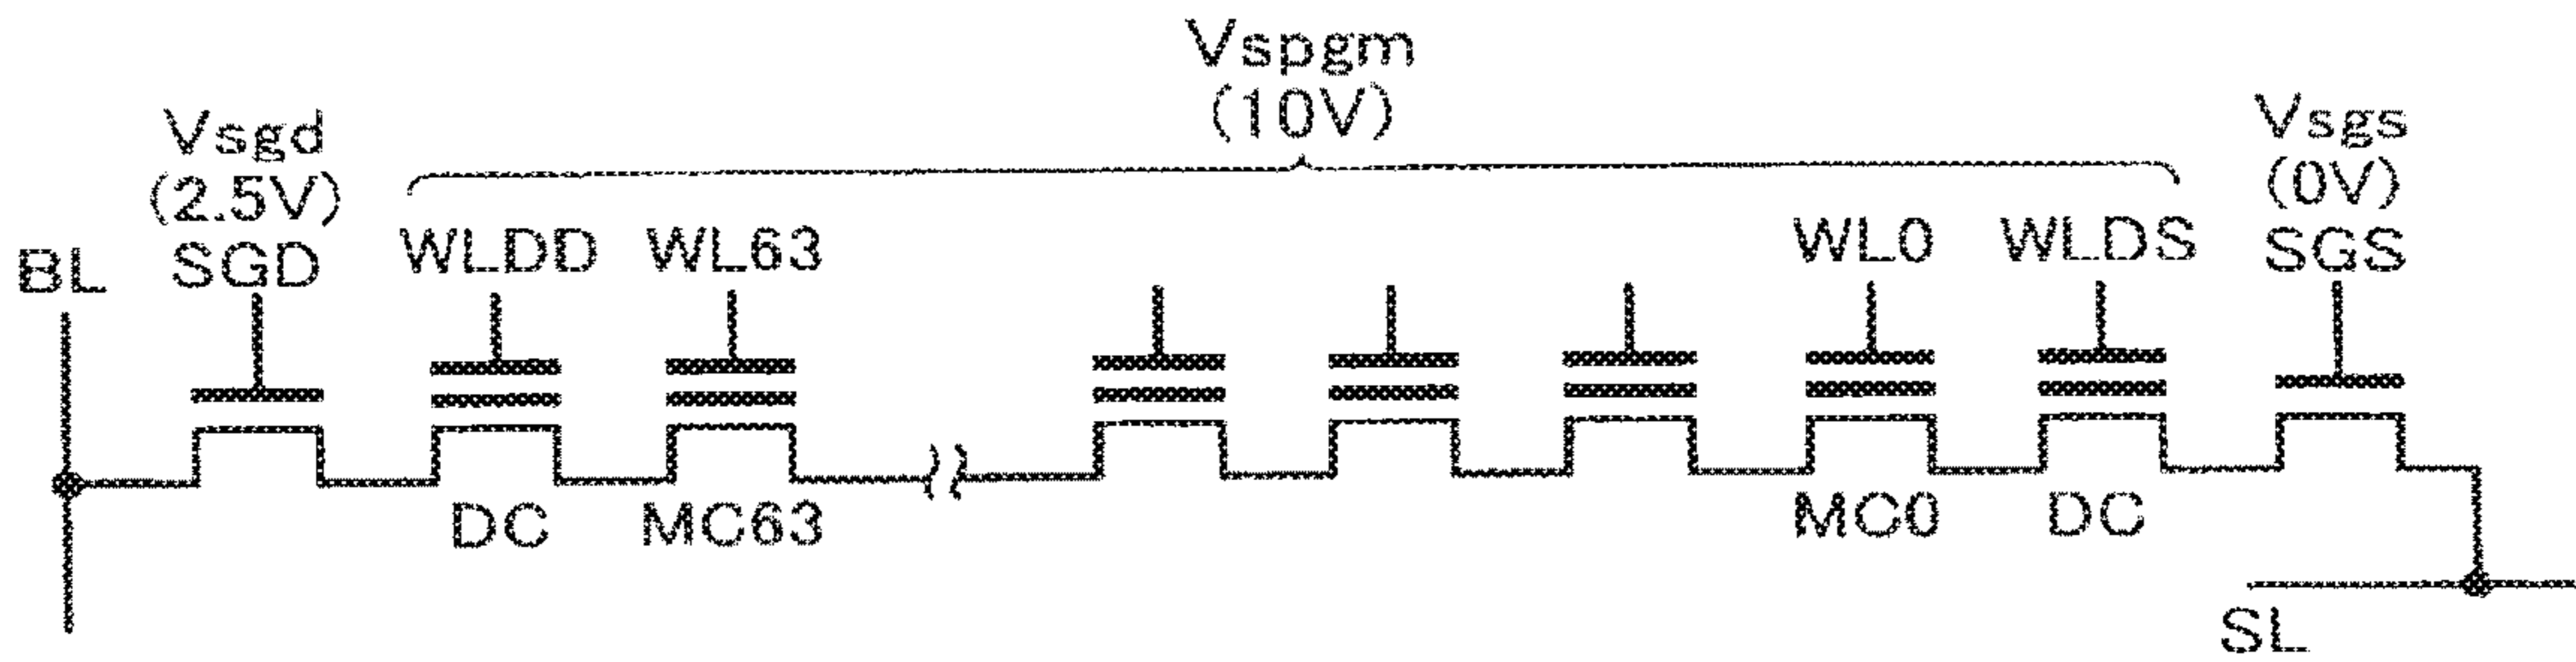 Vspgm
(10V)
Vsgd
(2.5V)
Vsgs
(0V)
BL SGD WLDD WL63 WL0 WLDS SGS
DC MC63 MC0 DC
SL